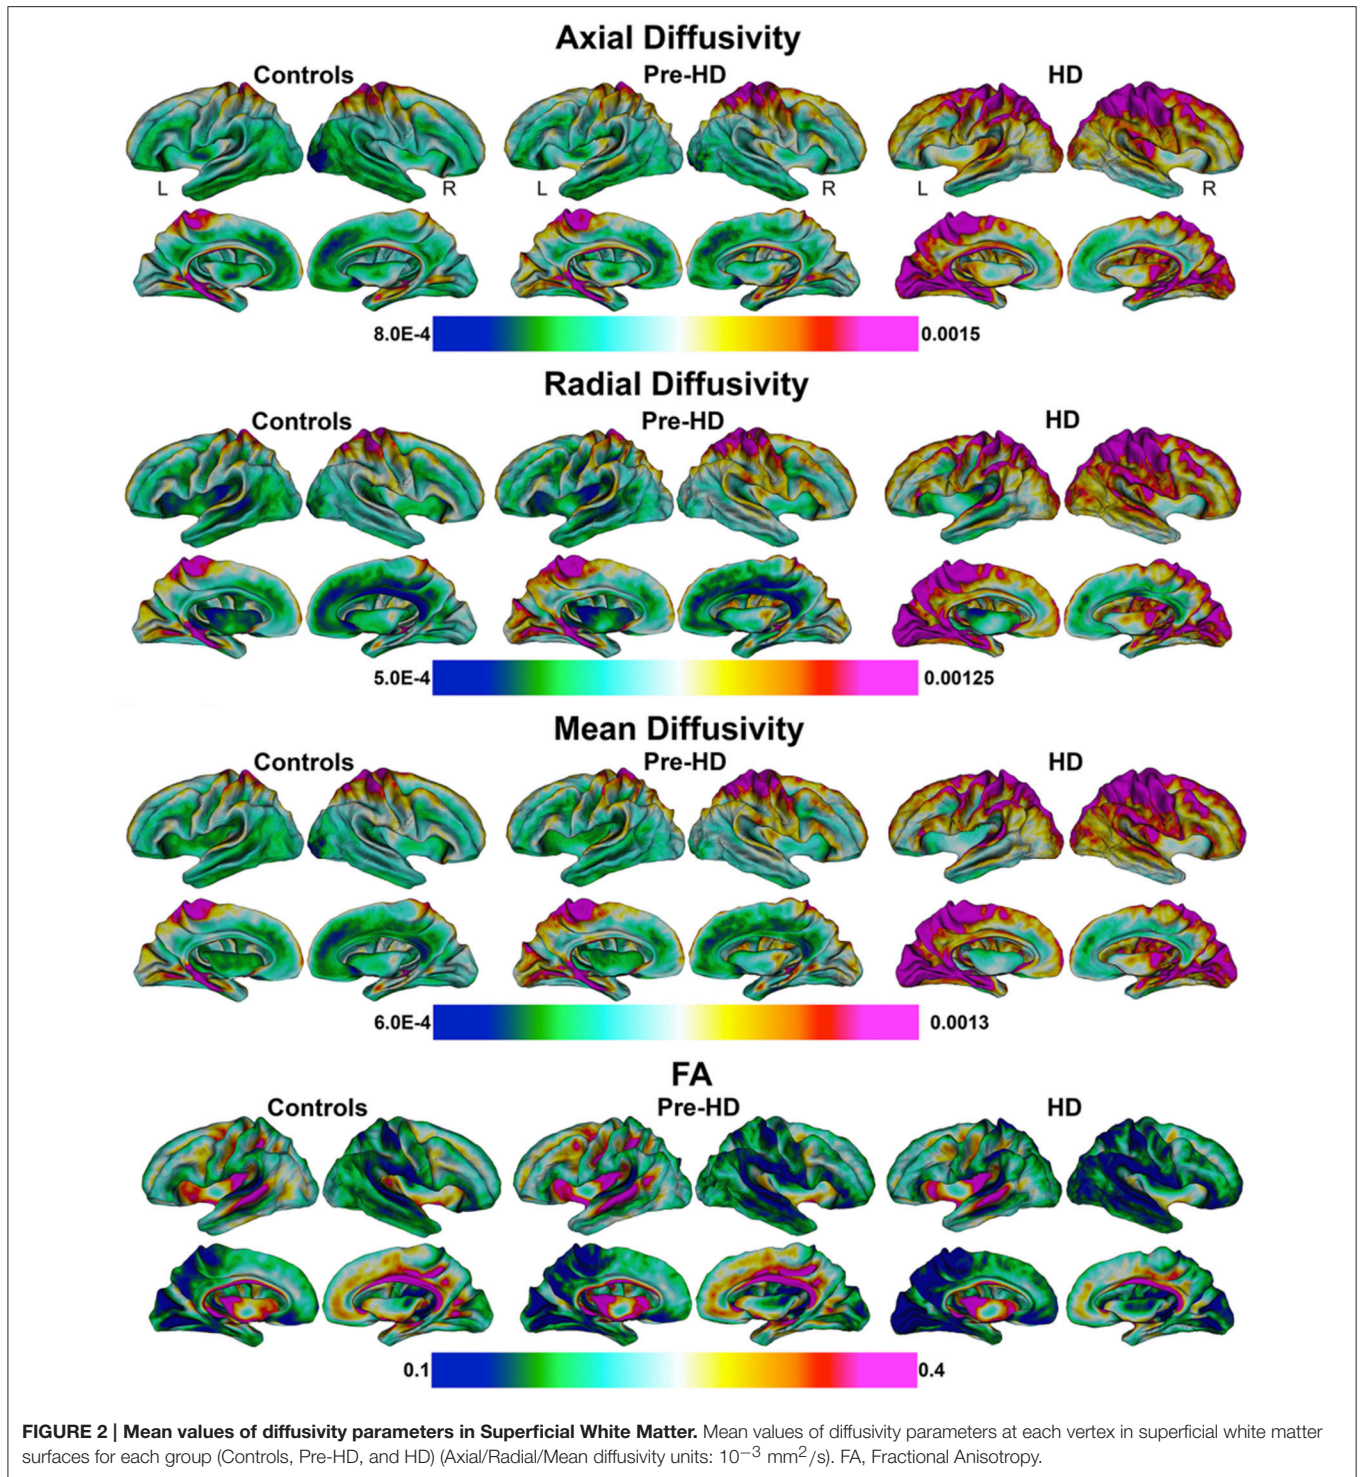 Axial Diffusivity
Controls
Pre-HD
HD
L
R
L
R
L
R
8.0E-4
0.0015
Radial Diffusivity
Controls
Pre-HD
HD
5.0E-4
0.00125
Mean Diffusivity
Controls
Pre-HD
HD
6.0E-4
0.0013
FA
Controls
Pre-HD
HD
0.1
0.4
FIGURE 2 | Mean values of diffusivity parameters in Superficial White Matter. Mean values of diffusivity parameters at each vertex in superficial white matter
surfaces for each group (Controls, Pre-HD, and HD) (Axial/Radial/Mean diffusivity units: 10⁻³ mm²/s). FA, Fractional Anisotropy.